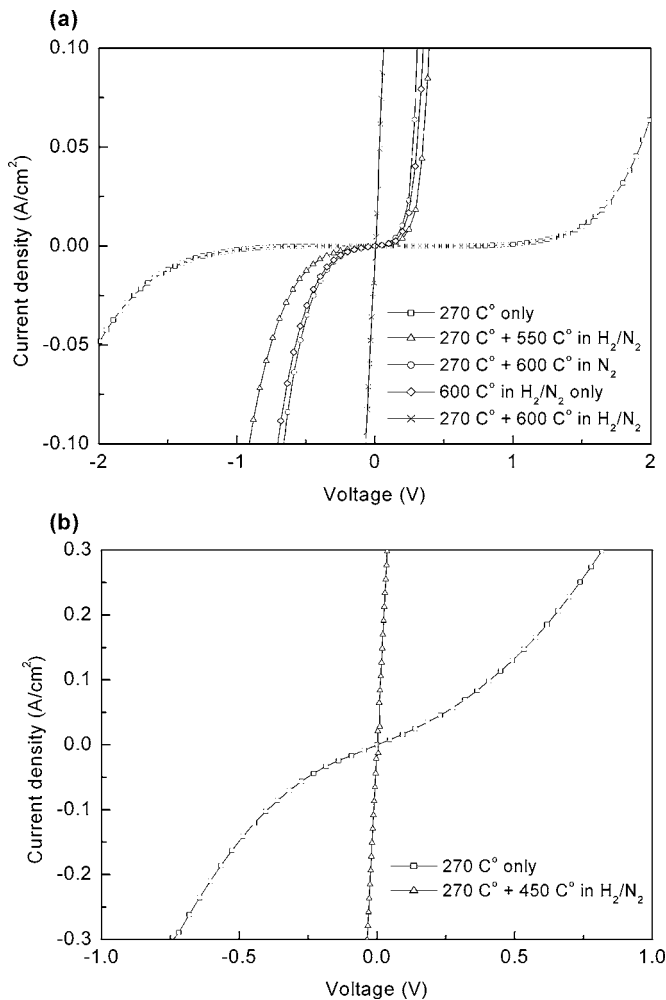 (a)
0.10
0.05
0.00
-0.05
-0.10
Current density (A/cm²)
270 C° only
270 C° + 550 C° in H₂/N₂
270 C° + 600 C° in N₂
600 C° in H₂/N₂ only
270 C° + 600 C° in H₂/N₂
-2 -1 0 1 2
Voltage (V)
(b)
0.3
0.2
0.1
0.0
-0.1
-0.2
-0.3
Current density (A/cm²)
270 C° only
270 C° + 450 C° in H₂/N₂
-1.0 -0.5 0.0 0.5 1.0
Voltage (V)